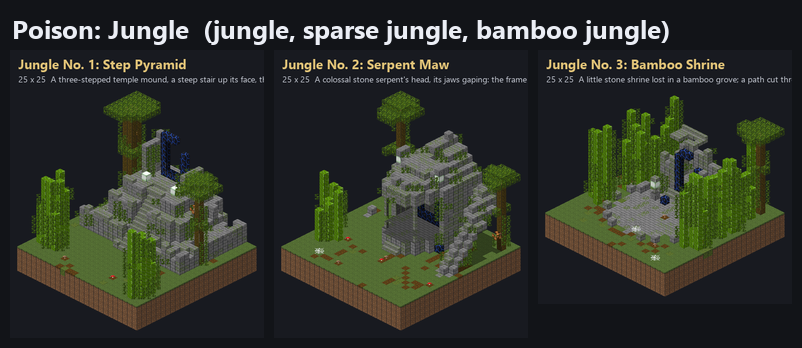 Poison: Jungle (jungle, sparse jungle, bamboo jungle)
Jungle No. 1: Step Pyramid
25 x 25 A three-stepped temple mound, a steep stair up its face,
Jungle No. 2: Serpent Maw
25 x 25 A colossal stone serpent's head, its jaws gaping: the frame
Jungle No. 3: Bamboo Shrine
25 x 25 A little stone shrine lost in a bamboo grove; a path cut